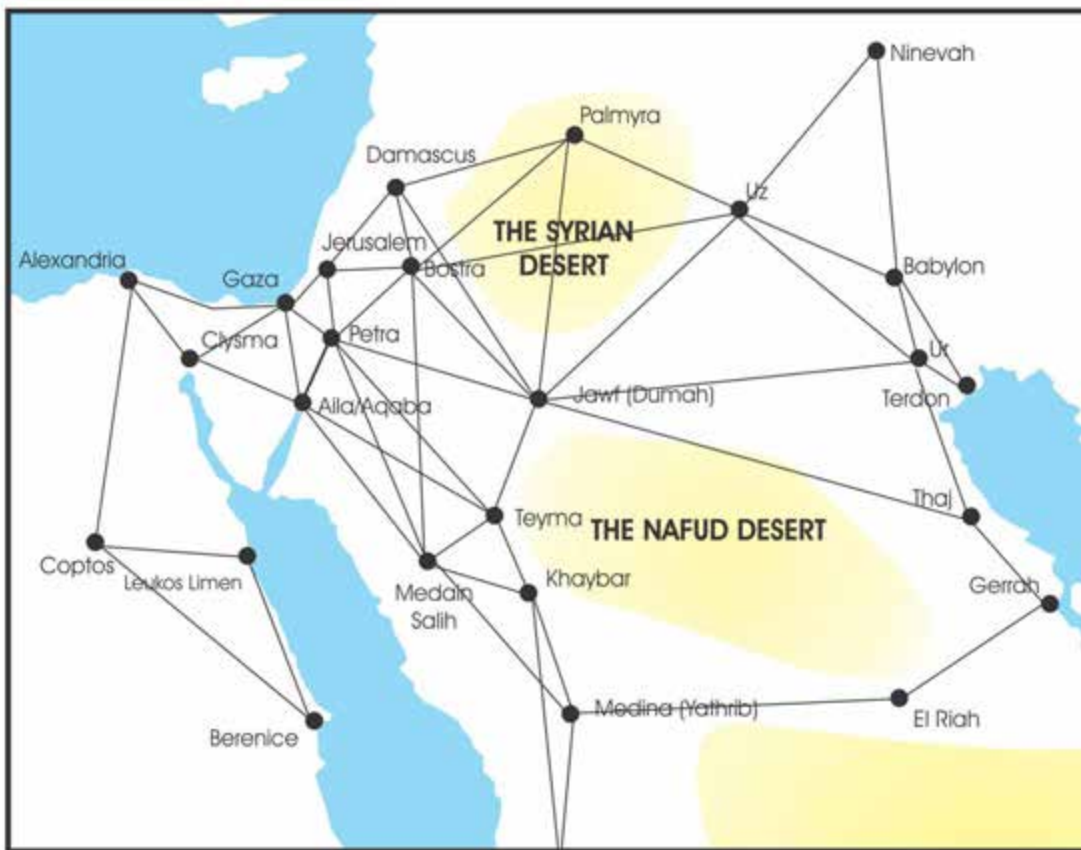 Ninevah
Palmyra
Damascus
Uz
THE SYRIAN
DESERT
Jerusalem
Bostra
Alexandria
Gaza
Babylon
Clysma
Petra
Ur
Terdon
Aila/Aqaba
Jawf (Dumah)
Thaj
Teyma
THE NAFUD DESERT
Coptos
Leukos Limen
Medain
Salih
Khaybar
Gerrah
Medina (Yathrib)
El Riah
Berenice